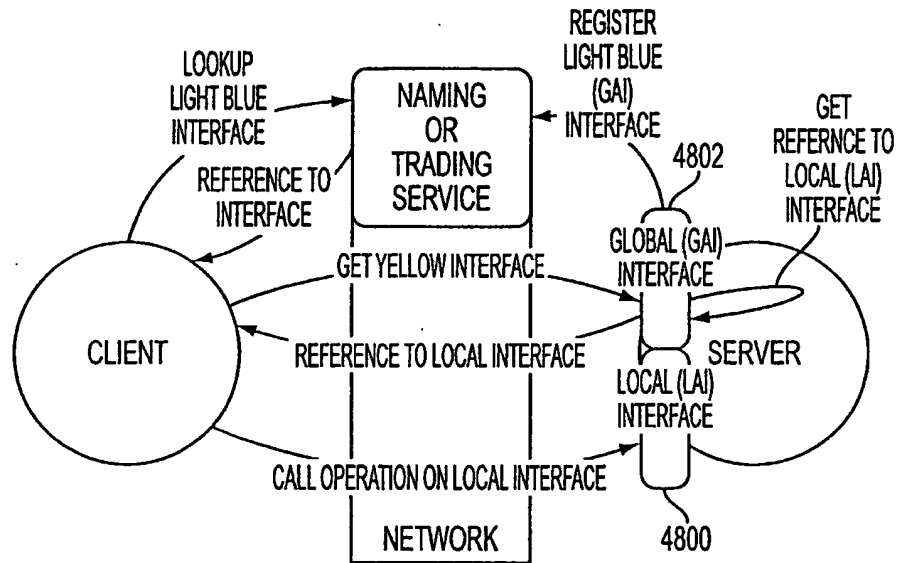 LOOKUP
LIGHT BLUE
INTERFACE
REFERENCE TO
INTERFACE
NAMING
OR
TRADING
SERVICE
REGISTER
LIGHT BLUE
(GAI)
INTERFACE
4802
GET
REFERNCE TO
LOCAL (LAI)
INTERFACE
GLOBAL (GAI)
INTERFACE
GET YELLOW INTERFACE
CLIENT
REFERENCE TO LOCAL INTERFACE
SERVER
LOCAL (LAI)
INTERFACE
CALL OPERATION ON LOCAL INTERFACE
4800
NETWORK